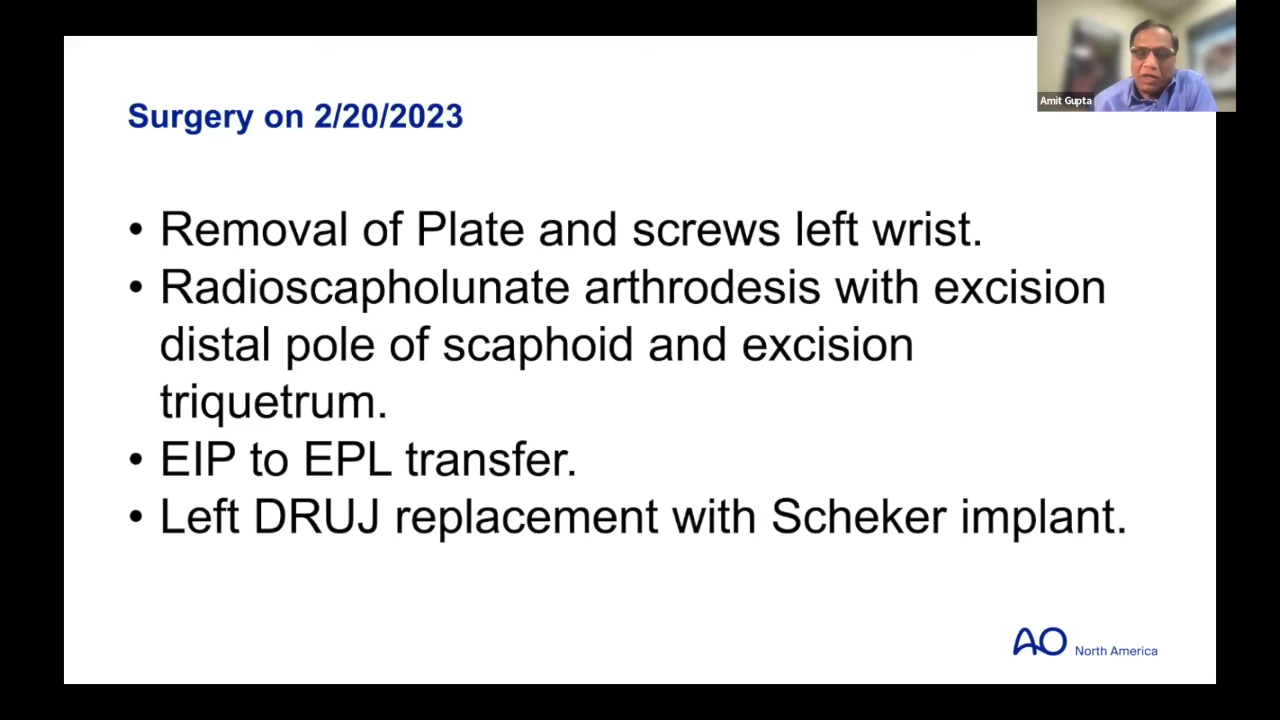 Amit Gupta
Surgery on 2/20/2023
• Removal of Plate and screws left wrist.
• Radioscapholunate arthrodesis with excision
distal pole of scaphoid and excision
triquetrum.
• EIP to EPL transfer.
• Left DRUJ replacement with Scheker implant.
AO North America